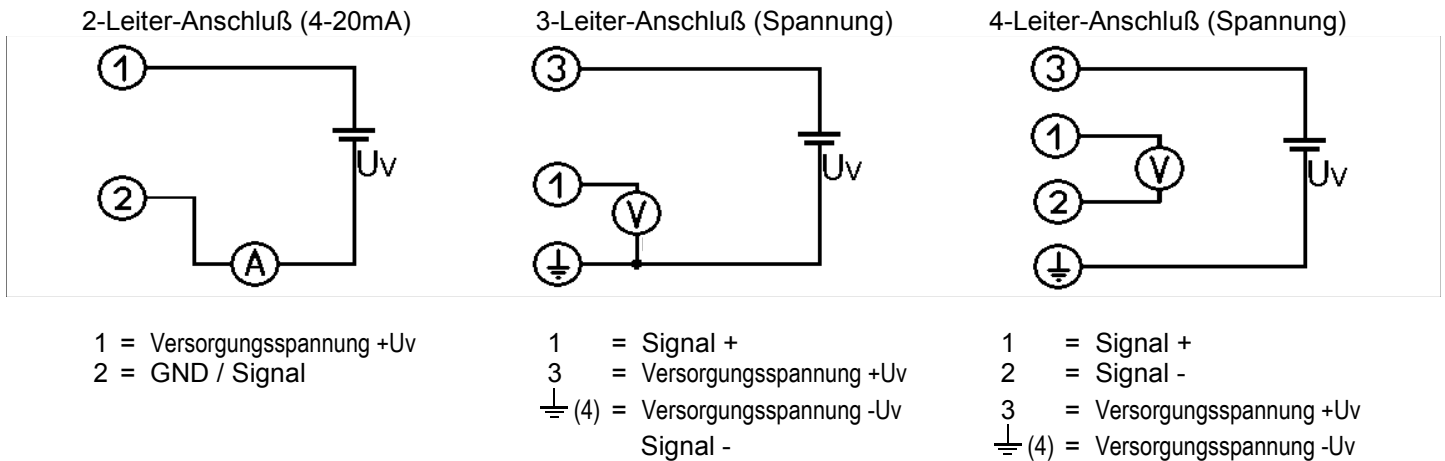 2-Leiter-Anschluß (4-20mA)
3-Leiter-Anschluß (Spannung)
4-Leiter-Anschluß (Spannung)
1
2
A
Uv
3
1
V
Uv
3
1
2
V
Uv
1 = Versorgungsspannung +Uv
2 = GND / Signal
1 = Signal +
3 = Versorgungsspannung +Uv
(4) = Versorgungsspannung -Uv
Signal -
1 = Signal +
2 = Signal -
3 = Versorgungsspannung +Uv
(4) = Versorgungsspannung -Uv